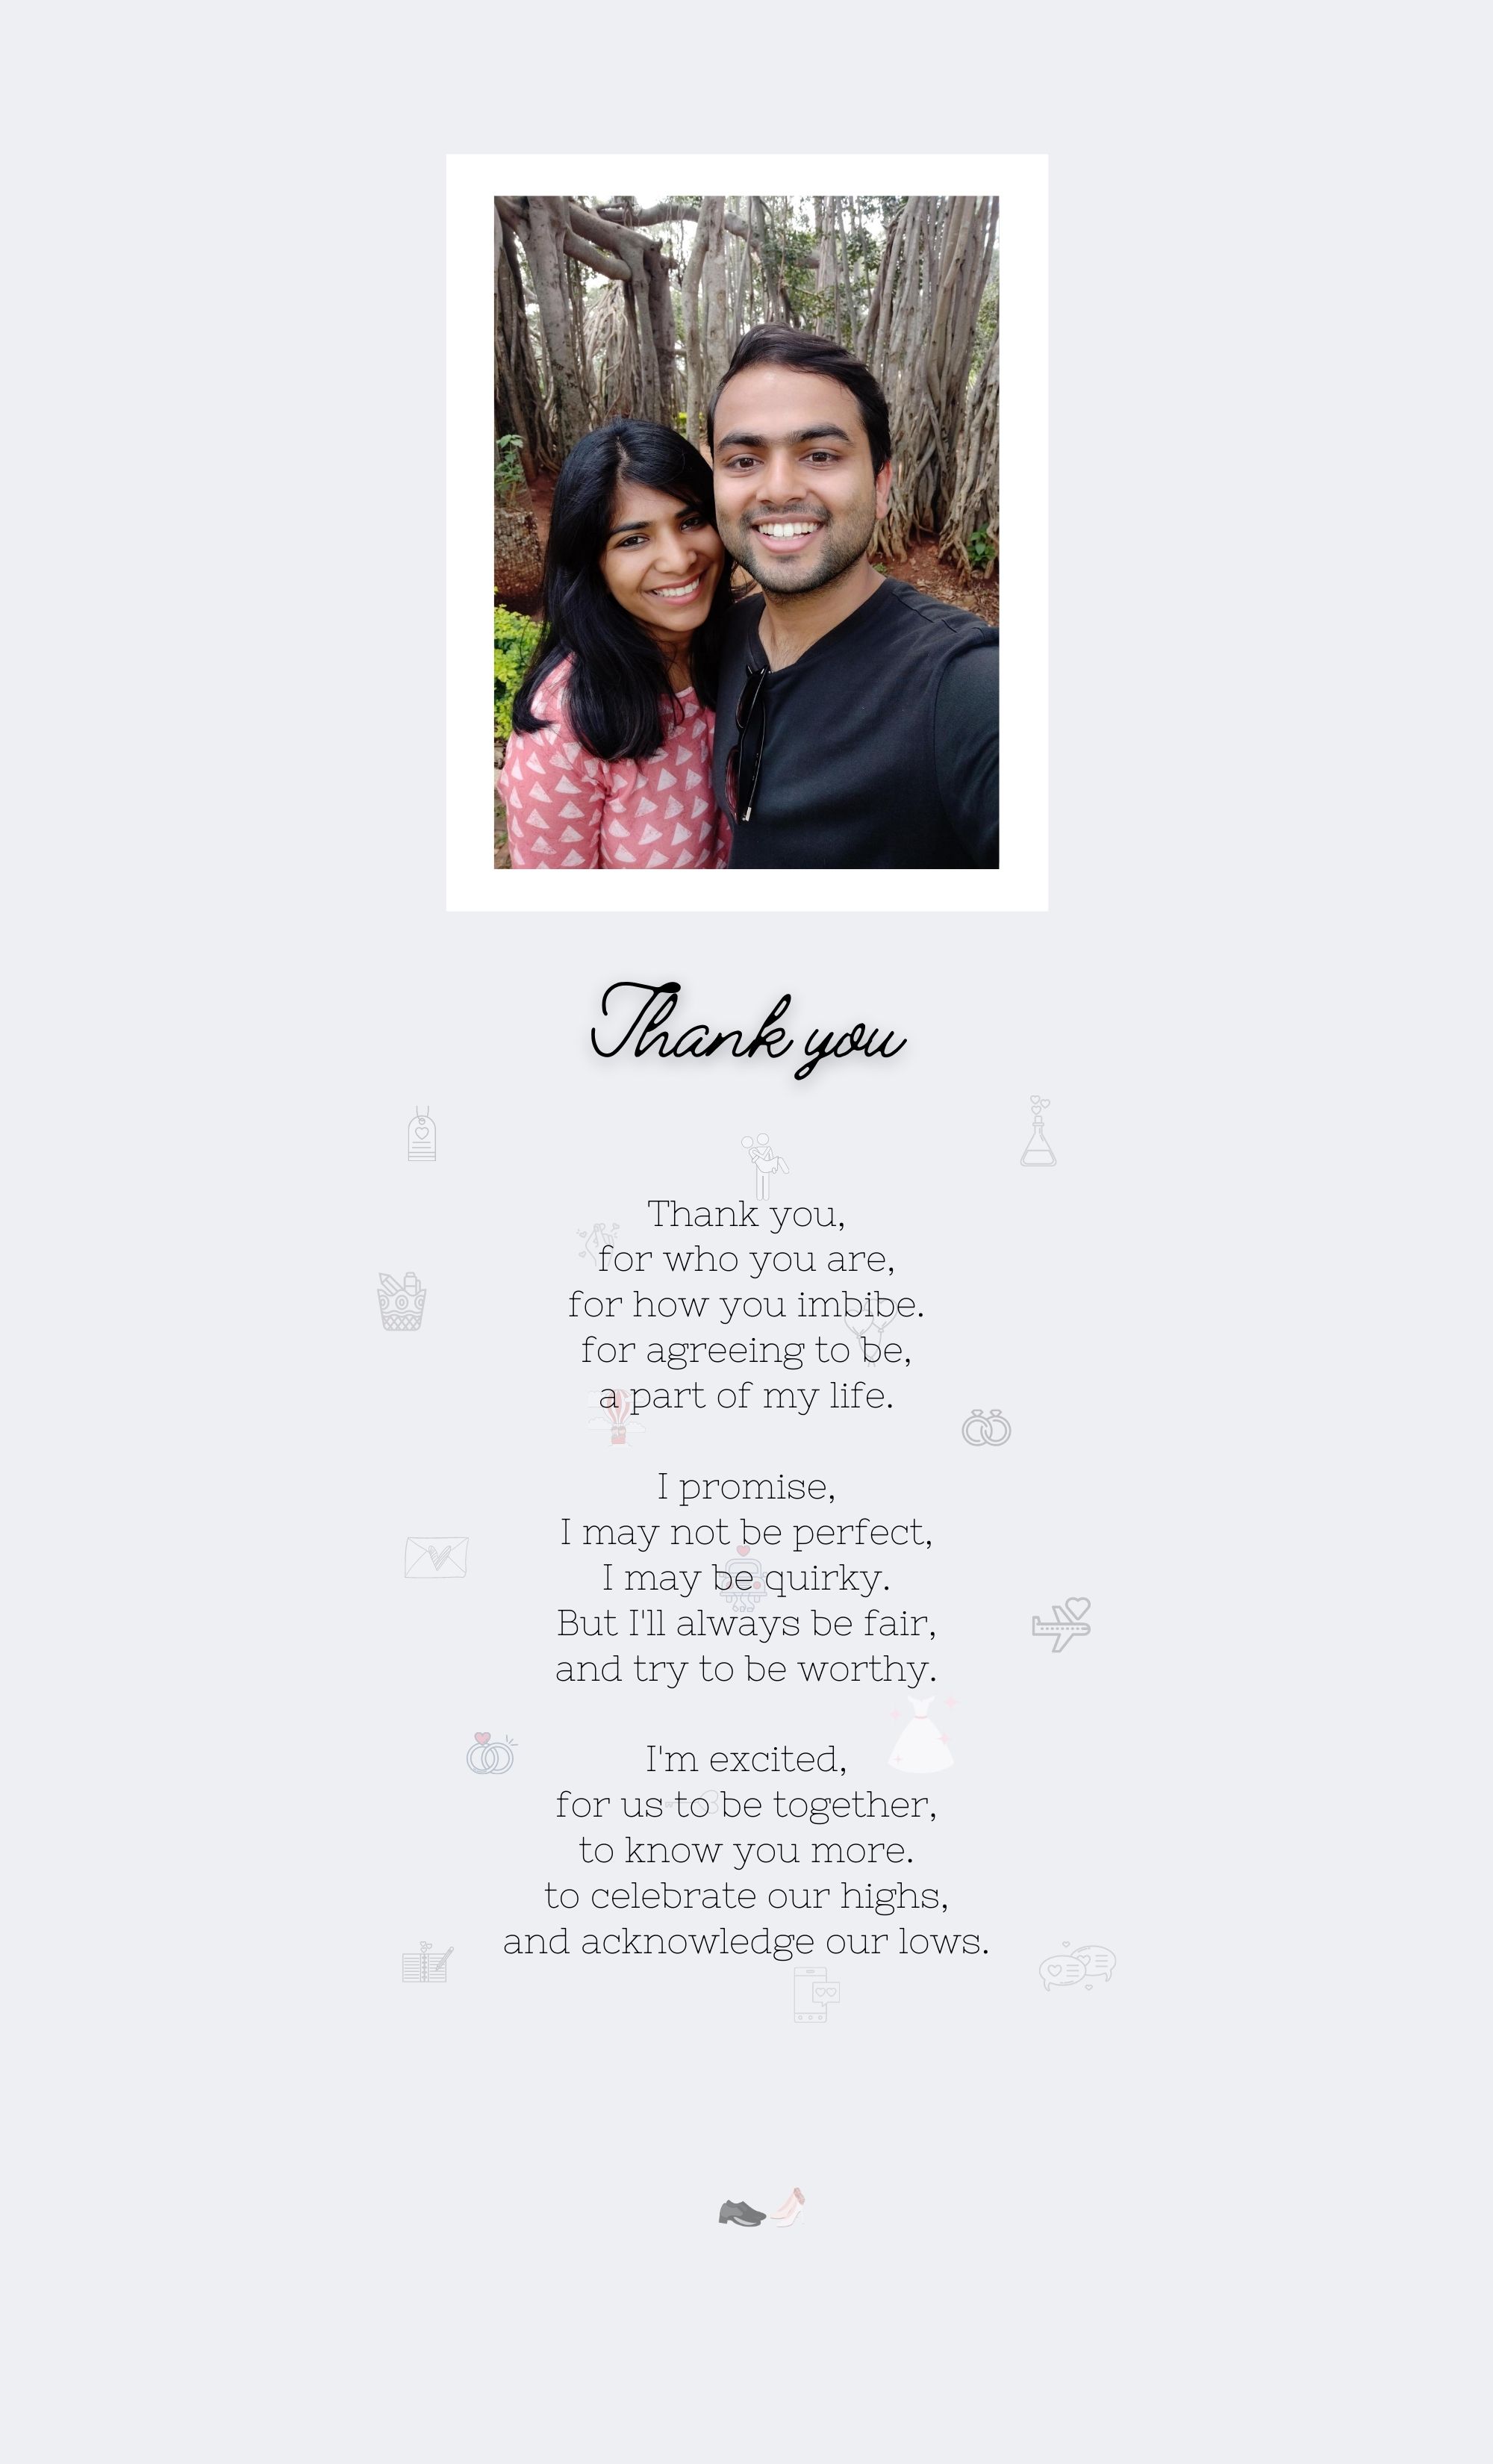 Thank you
Thank you,
for who you are,
for how you imbibe.
for agreeing to be,
a part of my life.
I promise,
I may not be perfect,
I may be quirky.
But I'll always be fair,
and try to be worthy.
I'm excited,
for us to be together,
to know you more.
to celebrate our highs,
and acknowledge our lows.